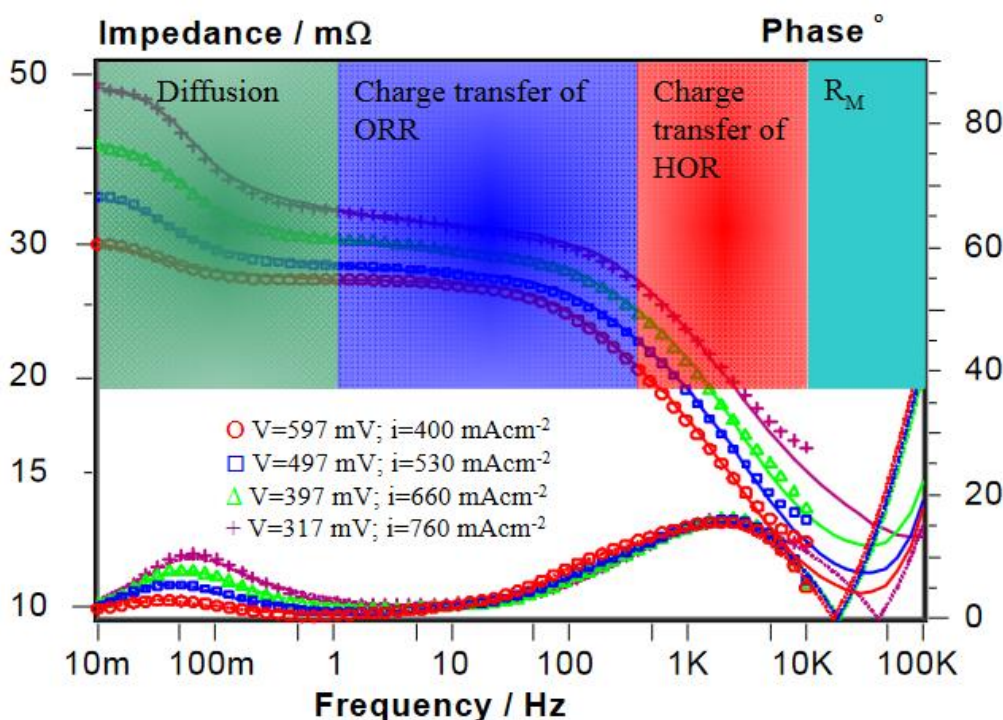 Impedance / mΩ
Phase °
Diffusion
Charge transfer of
ORR
Charge
transfer of
HOR
R_M
50
30
20
15
10
80
60
40
20
0
V=597 mV; i=400 mAcm⁻²
V=497 mV; i=530 mAcm⁻²
V=397 mV; i=660 mAcm⁻²
V=317 mV; i=760 mAcm⁻²
10m 100m 1 10 100 1K 10K 100K
Frequency / Hz